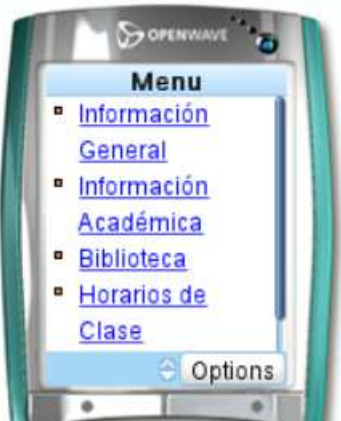 OPENWAVE
Menu
Información
General
Información
Académica
Biblioteca
Horarios de
Clase
Options